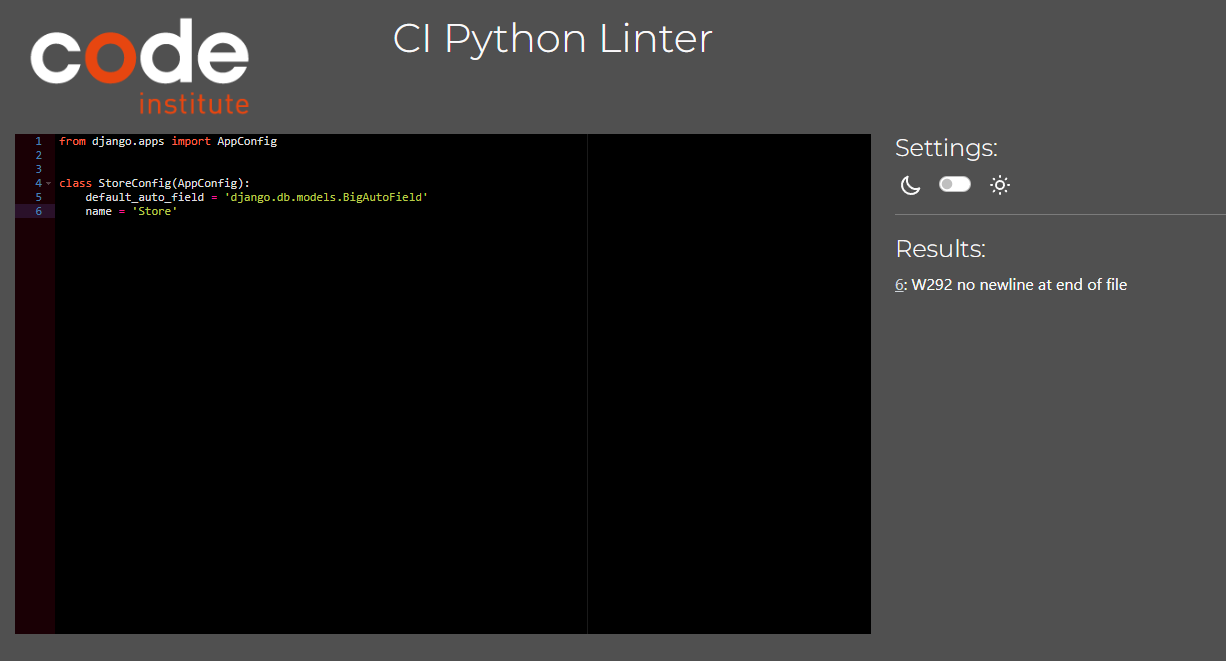 code
institute
CI Python Linter
1 from django.apps import AppConfig
2
3
4 class StoreConfig(AppConfig):
5     default_auto_field = 'django.db.models.BigAutoField'
6     name = 'Store'
Settings:
Results:
6: W292 no newline at end of file